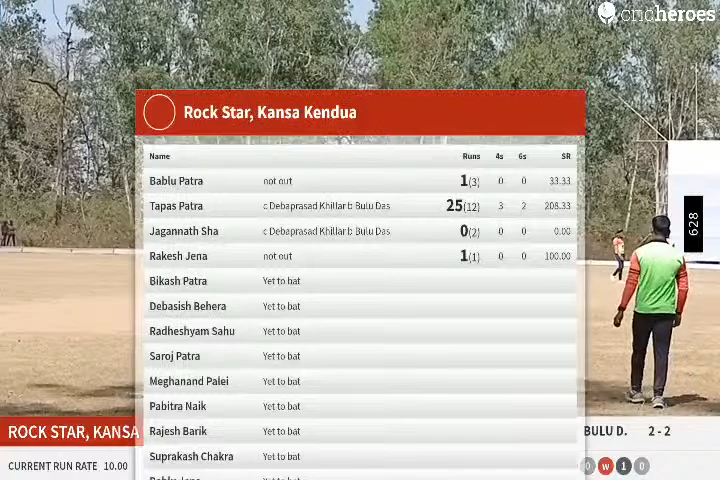 cricheroes
Rock Star, Kansa Kendua
Name Runs 4s 6s SR
Bablu Patra not out 1(3) 0 0 33.33
Tapas Patra c Debaprasad Khillar b Bulu Das 25(12) 3 2 208.33
Jagannath Sha c Debaprasad Khillar b Bulu Das 0(2) 0 0 0.00
Rakesh Jena not out 1(1) 0 0 100.00
Bikash Patra Yet to bat
Debasish Behera Yet to bat
Radheshyam Sahu Yet to bat
Saroj Patra Yet to bat
Meghanand Palei Yet to bat
Pabitra Naik Yet to bat
Rajesh Barik Yet to bat
Suprakash Chakra Yet to bat
628
ROCK STAR, KANSA
BULU D. 2 - 2
CURRENT RUN RATE 10.00
0 w 1 0